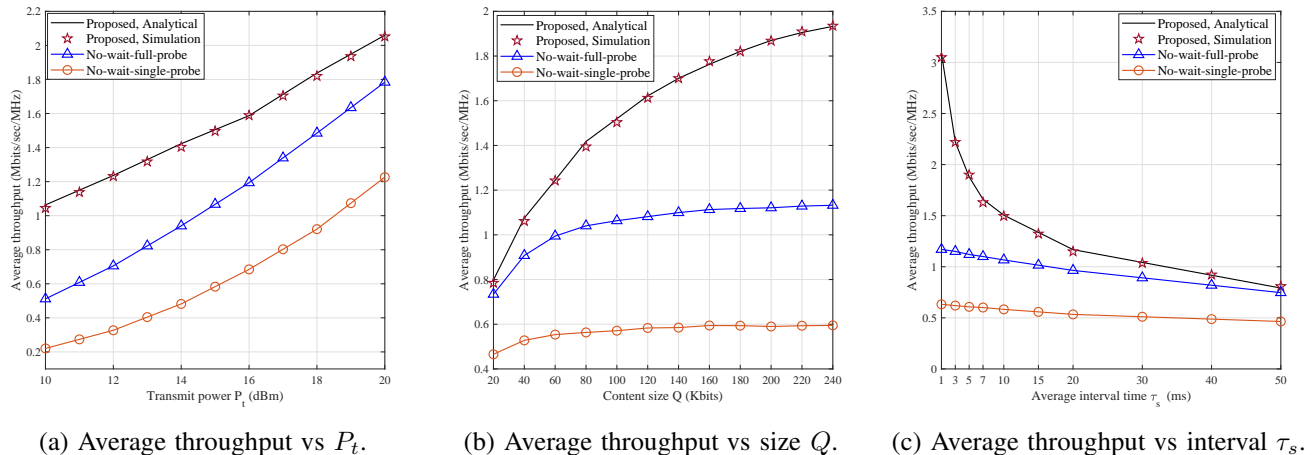 Average throughput (Mbits/sec/MHz)
2.2
2
1.8
1.6
1.4
1.2
1
0.8
0.6
0.4
0.2
Proposed, Analytical
Proposed, Simulation
No-wait-full-probe
No-wait-single-probe
10 12 14 16 18 20
Transmit power P_t (dBm)
(a) Average throughput vs P_t.
Average throughput (Mbits/sec/MHz)
2
1.8
1.6
1.4
1.2
1
0.8
0.6
0.4
Proposed, Analytical
Proposed, Simulation
No-wait-full-probe
No-wait-single-probe
20 40 60 80 100 120 140 160 180 200 220 240
Content size Q (Kbits)
(b) Average throughput vs size Q.
Average throughput (Mbits/sec/MHz)
3.5
3
2.5
2
1.5
1
0.5
0
Proposed, Analytical
Proposed, Simulation
No-wait-full-probe
No-wait-single-probe
1 3 5 7 10 15 20 30 40 50
Average interval time τ_s (ms)
(c) Average throughput vs interval τ_s.